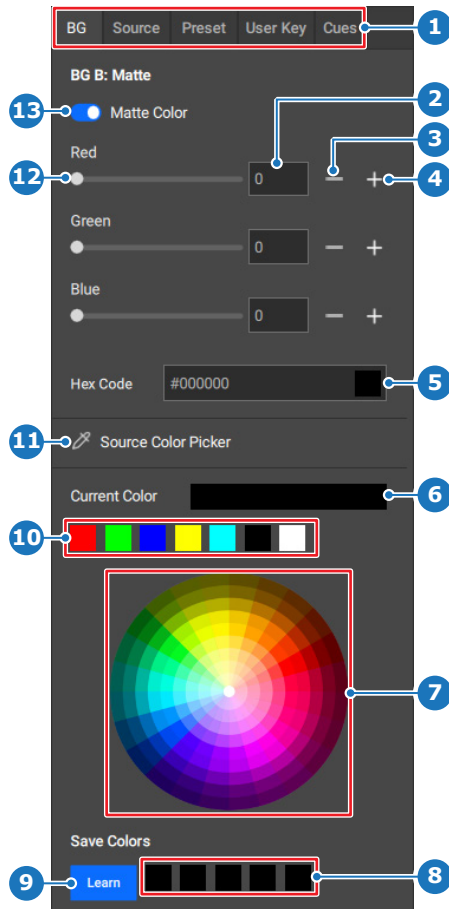 BG Source Preset User Key Cues 1
BG B: Matte
2
13 Matte Color
3
Red
12 0 4
Green
0
Blue
0
Hex Code #000000 5
11 Source Color Picker
Current Color 6
10
7
Save Colors
9 Learn 8